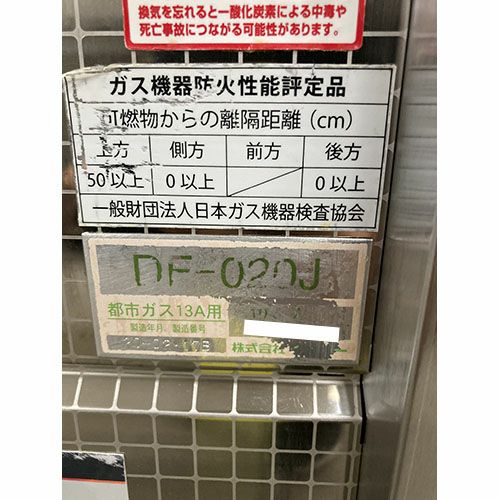 換気を忘れると一酸化炭素による中毒や
死亡事故につながる可能性があります。
ガス機器防火性能評定品
可燃物からの離隔距離(cm)
上方 側方 前方 後方
50以上 0以上 0以上
一般財団法人日本ガス機器検査協会
DF-020J
都市ガス13A用
製造年月、製造番号
株式会社